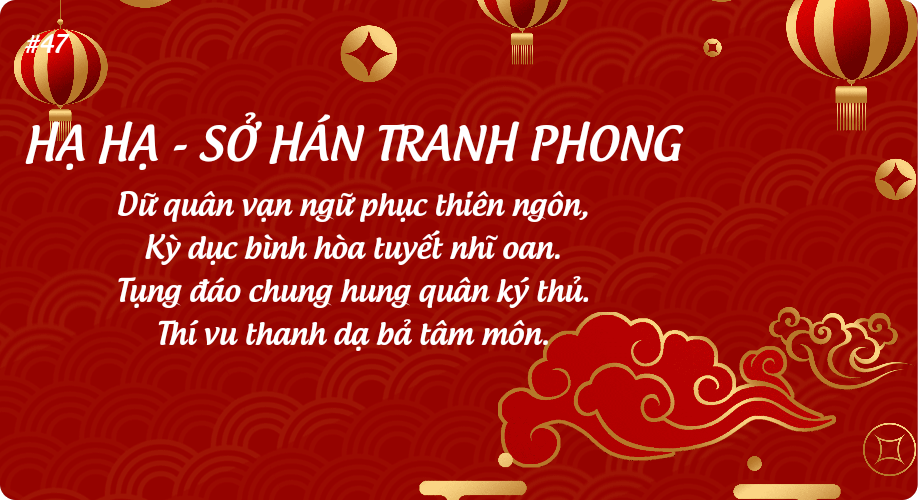 #47
HẠ HẠ - SỞ HÁN TRANH PHONG
Dữ quân vạn ngữ phục thiên ngôn,
Kỳ dục bình hòa tuyết nhĩ oan.
Tụng đáo chung hung quân ký thủ.
Thí vu thanh dạ bả tâm môn.